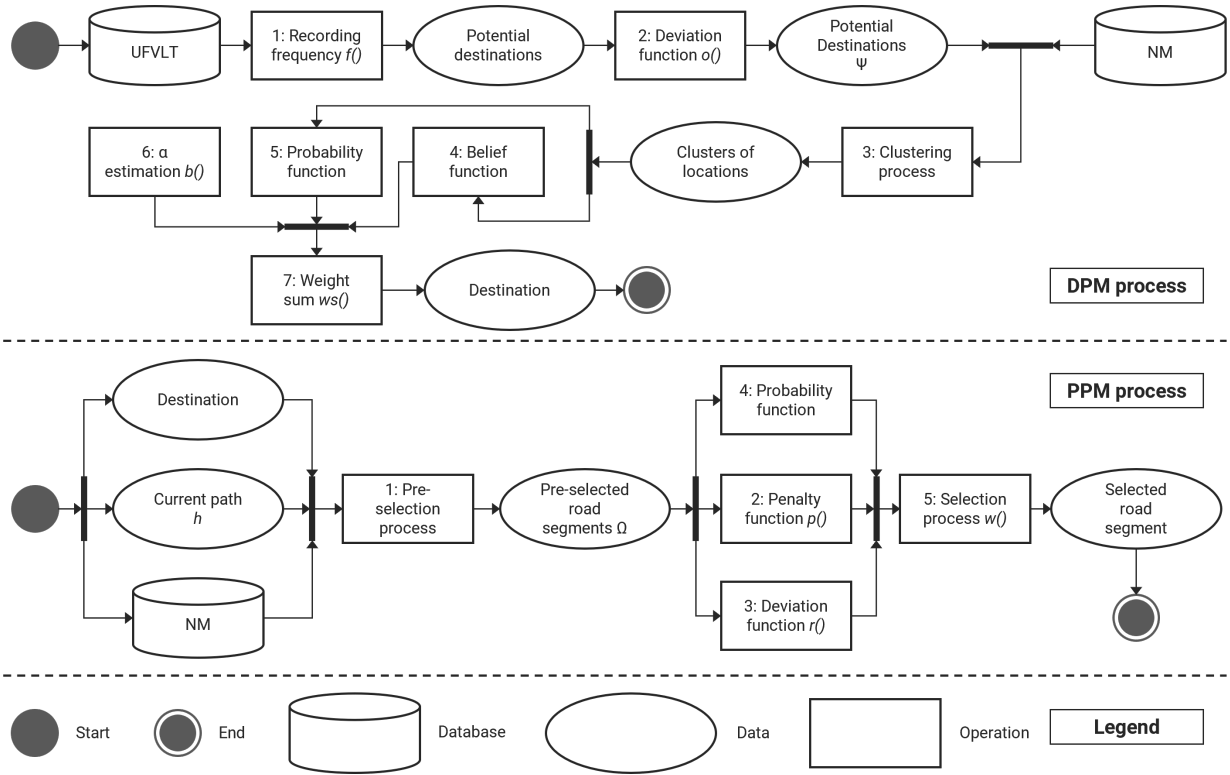 UFVLT
1: Recording
frequency f()
Potential
destinations
2: Deviation
function o()
Potential
Destinations
Ψ
NM
6: α
estimation b()
5: Probability
function
4: Belief
function
Clusters of
locations
3: Clustering
process
7: Weight
sum ws()
Destination
DPM process
PPM process
Destination
Current path
h
NM
1: Pre-
selection
process
Pre-selected
road
segments Ω
4: Probability
function
2: Penalty
function p()
3: Deviation
function r()
5: Selection
process w()
Selected
road
segment
Start
End
Database
Data
Operation
Legend